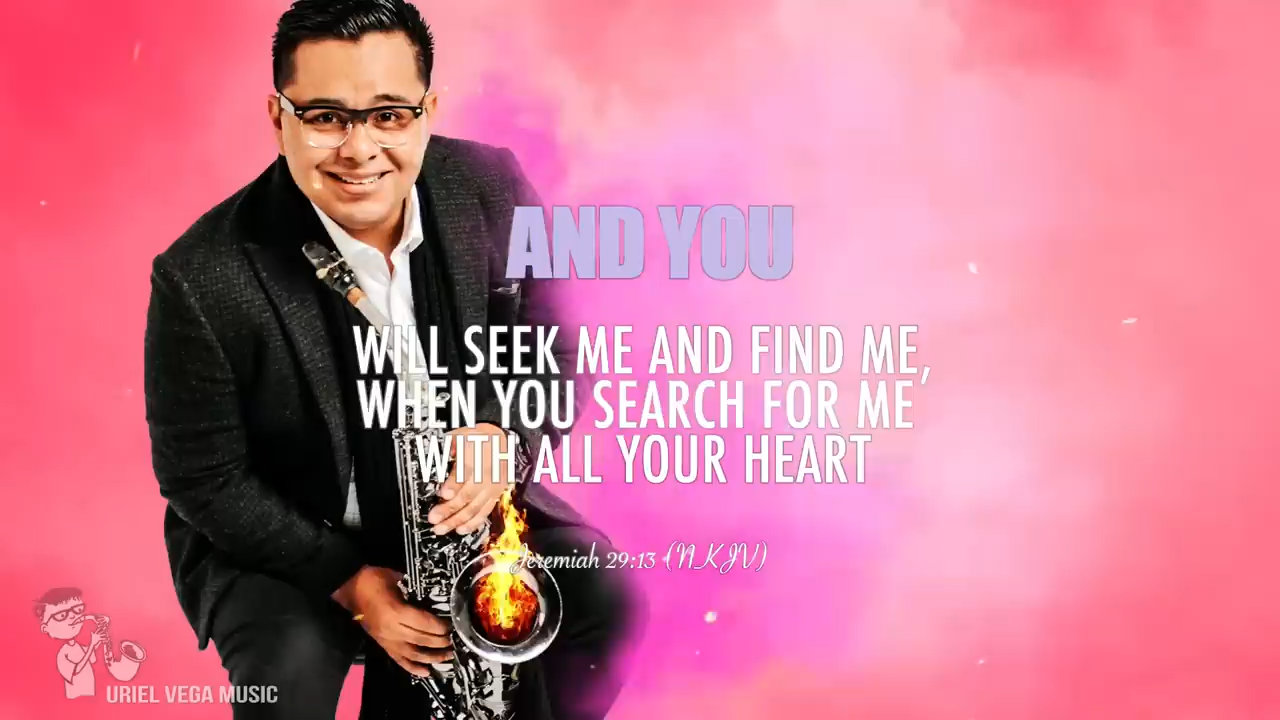 AND YOU
WILL SEEK ME AND FIND ME,
WHEN YOU SEARCH FOR ME
WITH ALL YOUR HEART
Jeremiah 29:13 (NKJV)
URIEL VEGA MUSIC